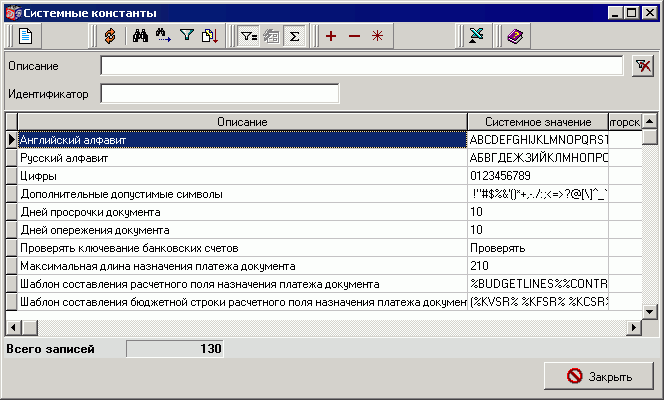 Системные константы
Описание
Идентификатор
Описание Системное значение
Английский алфавит ABCDEFGHIJKLMNOPQRST
Русский алфавит АБВГДЕЖЗИЙКЛМНОПРС
Цифры 0123456789
Дополнительные допустимые символы !"#$%&'()*+,-./:;<=>?@[\]^_`
Дней просрочки документа 10
Дней опережения документа 10
Проверять ключевание банковских счетов Проверять
Максимальная длина назначения платежа документа 210
Шаблон составления расчетного поля назначения платежа документа %BUDGETLINES%%CONTR
Шаблон составления бюджетной строки расчетного поля назначения платежа докумен (%KVSR% %KFSR% %KCSR%
Всего записей 130
Закрыть